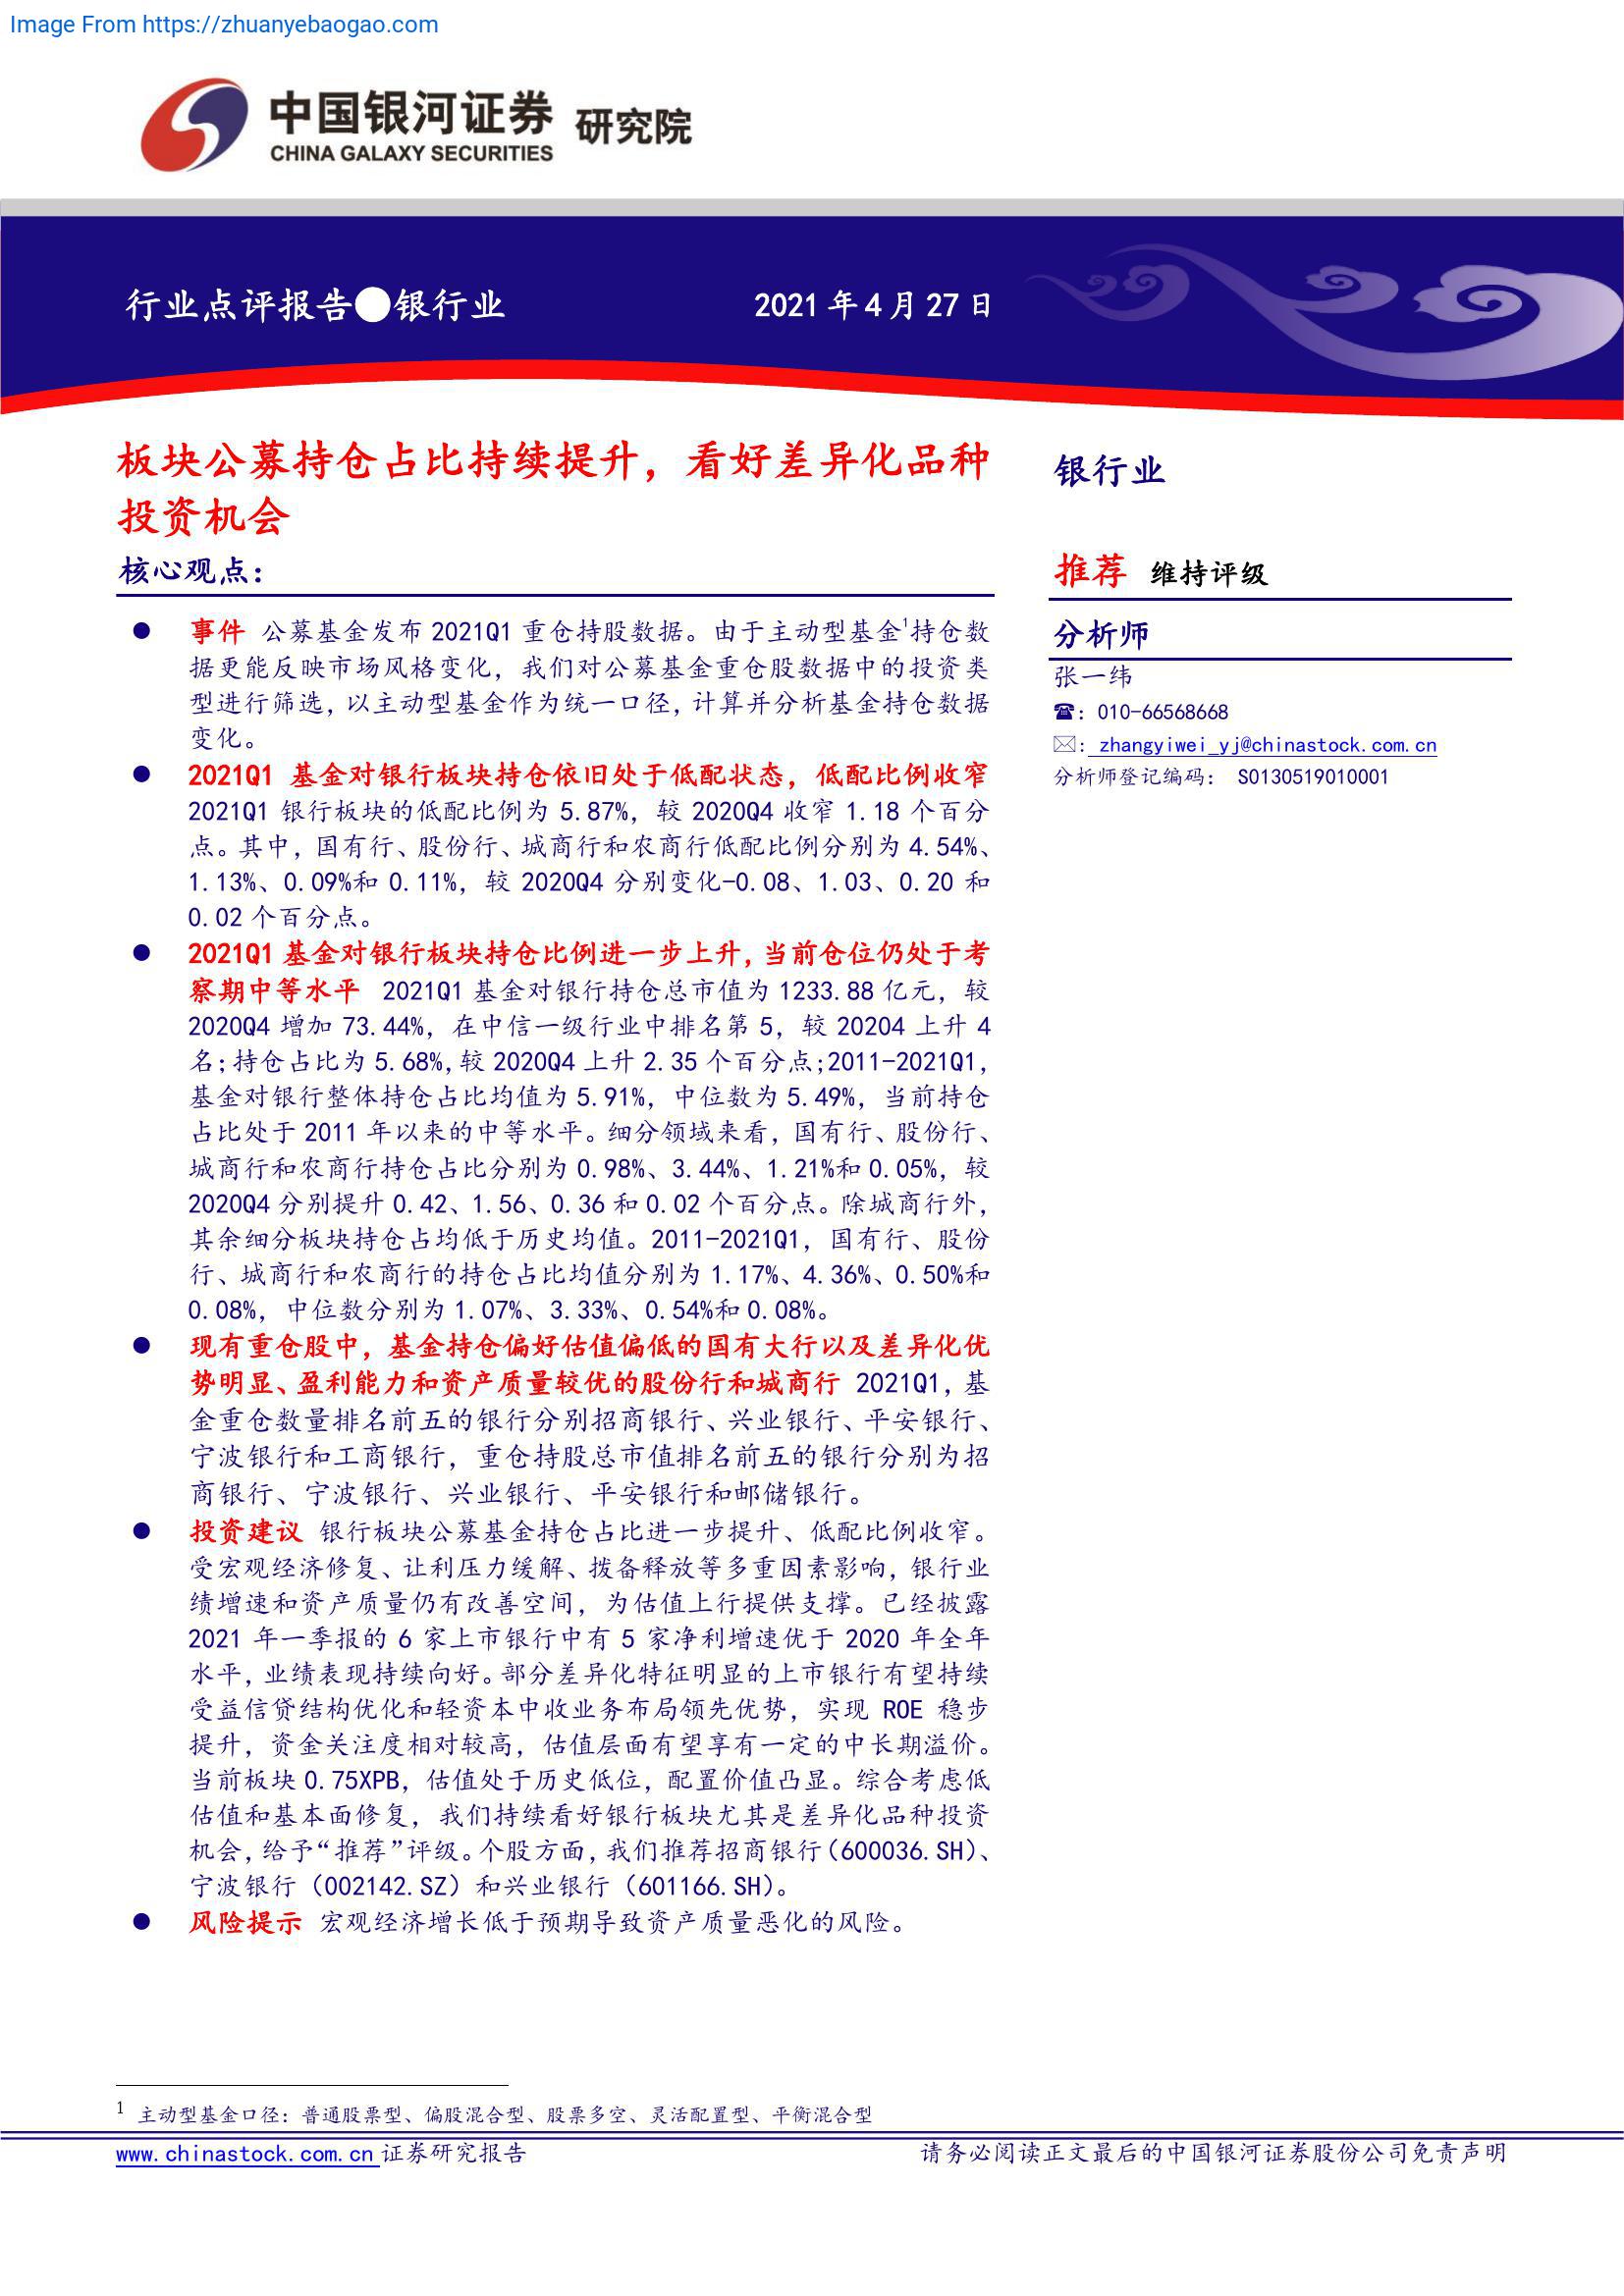 Image From https://zhuanyebaogao.com
中国银河证券 研究院
CHINA GALAXY SECURITIES
行业点评报告●银行业 2021 年 4 月 27 日
板块公募持仓占比持续提升，看好差异化品种
投资机会
核心观点：
● 事件 公募基金发布 2021Q1 重仓持股数据。由于主动型基金1持仓数
据更能反映市场风格变化，我们对公募基金重仓股数据中的投资类
型进行筛选，以主动型基金作为统一口径，计算并分析基金持仓数据
变化。
● 2021Q1 基金对银行板块持仓依旧处于低配状态，低配比例收窄
2021Q1 银行板块的低配比例为 5.87%，较 2020Q4 收窄 1.18 个百分
点。其中，国有行、股份行、城商行和农商行低配比例分别为 4.54%、
1.13%、0.09%和 0.11%，较 2020Q4 分别变化-0.08、1.03、0.20 和
0.02 个百分点。
● 2021Q1 基金对银行板块持仓比例进一步上升，当前仓位仍处于考
察期中等水平 2021Q1 基金对银行持仓总市值为 1233.88 亿元，较
2020Q4 增加 73.44%，在中信一级行业中排名第 5，较 20204 上升 4
名；持仓占比为 5.68%，较 2020Q4 上升 2.35 个百分点；2011-2021Q1，
基金对银行整体持仓占比均值为 5.91%，中位数为 5.49%，当前持仓
占比处于 2011 年以来的中等水平。细分领域来看，国有行、股份行、
城商行和农商行持仓占比分别为 0.98%、3.44%、1.21%和 0.05%，较
2020Q4 分别提升 0.42、1.56、0.36 和 0.02 个百分点。除城商行外，
其余细分板块持仓占均低于历史均值。2011-2021Q1，国有行、股份
行、城商行和农商行的持仓占比均值分别为 1.17%、4.36%、0.50%和
0.08%，中位数分别为 1.07%、3.33%、0.54%和 0.08%。
● 现有重仓股中，基金持仓偏好估值偏低的国有大行以及差异化优
势明显、盈利能力和资产质量较优的股份行和城商行 2021Q1，基
金重仓数量排名前五的银行分别招商银行、兴业银行、平安银行、
宁波银行和工商银行，重仓持股总市值排名前五的银行分别为招
商银行、宁波银行、兴业银行、平安银行和邮储银行。
● 投资建议 银行板块公募基金持仓占比进一步提升、低配比例收窄。
受宏观经济修复、让利压力缓解、拨备释放等多重因素影响，银行业
绩增速和资产质量仍有改善空间，为估值上行提供支撑。已经披露
2021 年一季报的 6 家上市银行中有 5 家净利增速优于 2020 年全年
水平，业绩表现持续向好。部分差异化特征明显的上市银行有望持续
受益信贷结构优化和轻资本中收业务布局领先优势，实现 ROE 稳步
提升，资金关注度相对较高，估值层面有望享有一定的中长期溢价。
当前板块 0.75XPB，估值处于历史低位，配置价值凸显。综合考虑低
估值和基本面修复，我们持续看好银行板块尤其是差异化品种投资
机会，给予“推荐”评级。个股方面，我们推荐招商银行（600036.SH）、
宁波银行（002142.SZ）和兴业银行（601166.SH）。
● 风险提示 宏观经济增长低于预期导致资产质量恶化的风险。
银行业
推荐 维持评级
分析师
张一纬
☎：010-66568668
✉：zhangyiwei_yj@chinastock.com.cn
分析师登记编码： S0130519010001
1 主动型基金口径：普通股票型、偏股混合型、股票多空、灵活配置型、平衡混合型
www.chinastock.com.cn 证券研究报告 请务必阅读正文最后的中国银河证券股份公司免责声明